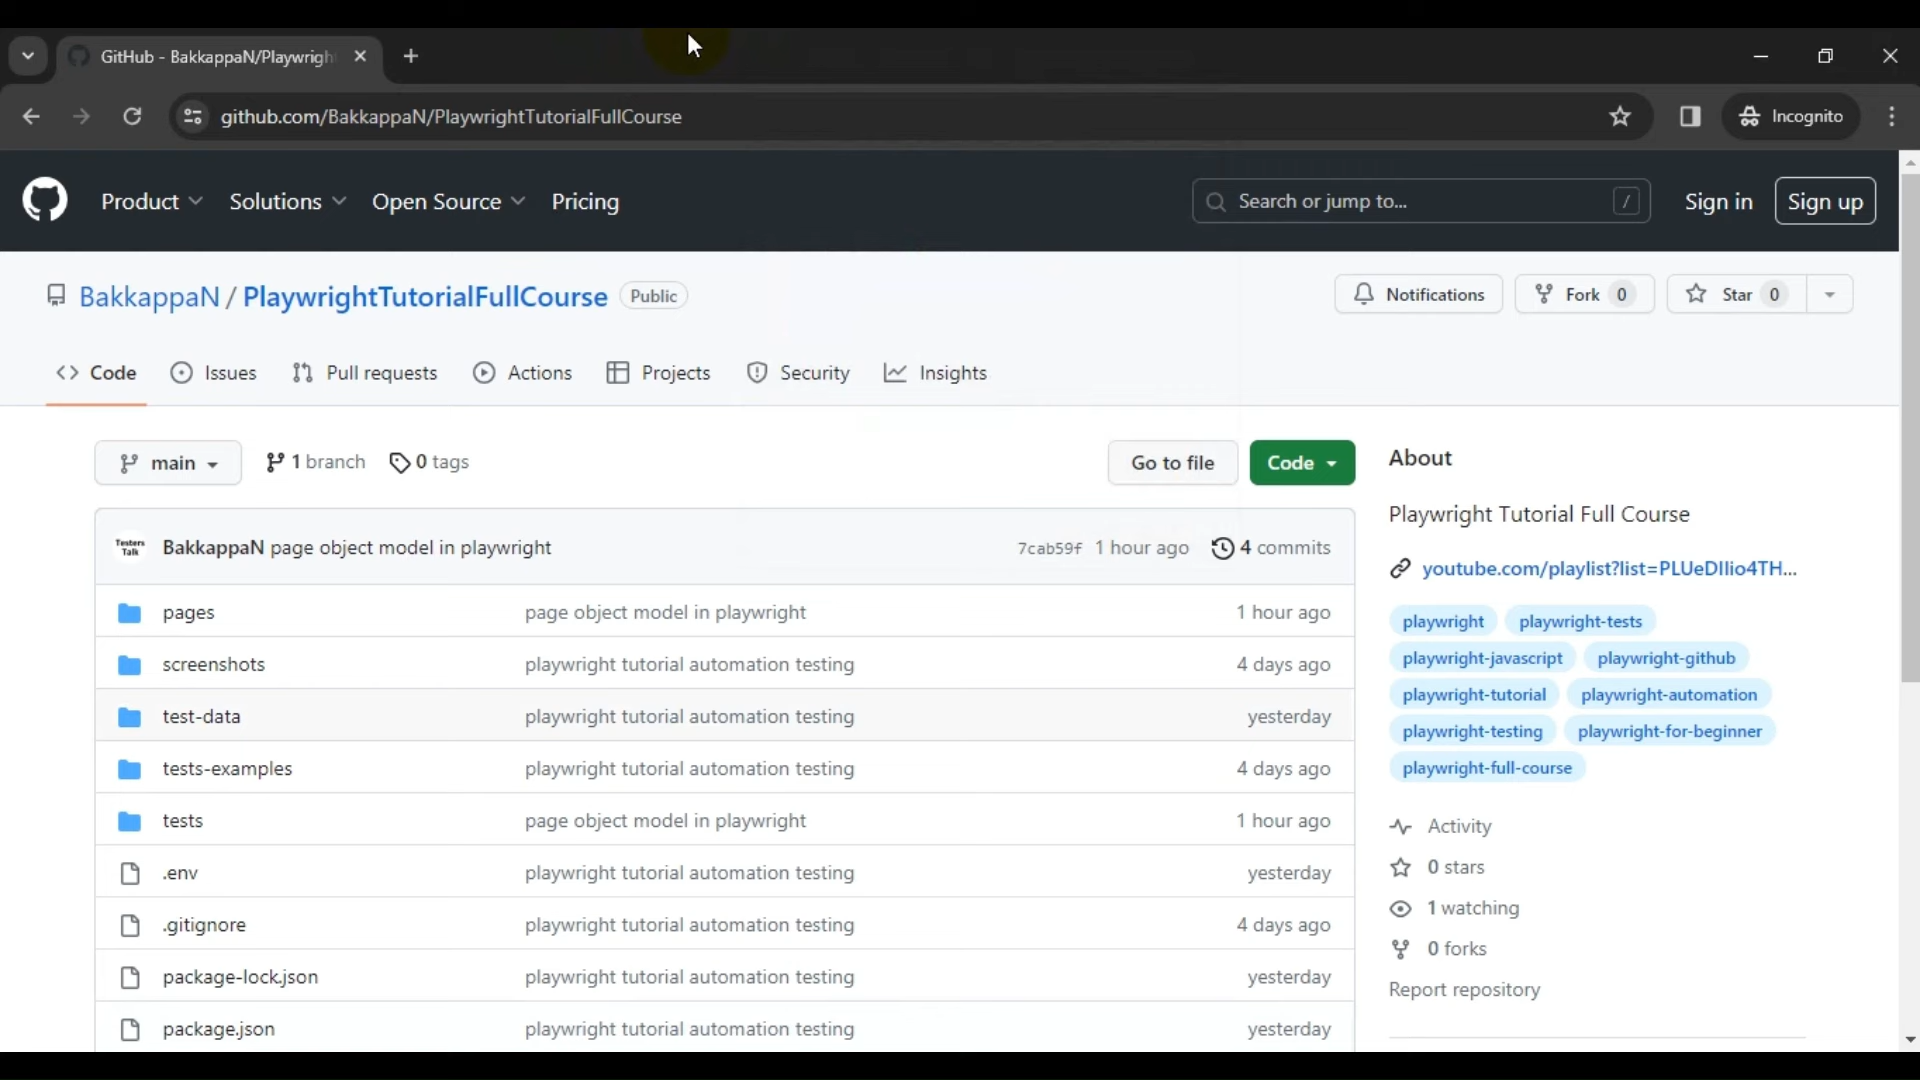 GitHub - BakkappaN/Playwrigh
github.com/BakkappaN/PlaywrightTutorialFullCourse
Incognito
Product Solutions Open Source Pricing
Search or jump to... /
Sign in Sign up
BakkappaN / PlaywrightTutorialFullCourse Public
Notifications Fork 0 Star 0
Code Issues Pull requests Actions Projects Security Insights
main 1 branch 0 tags Go to file Code
Testers Talk
BakkappaN page object model in playwright 7cab59f 1 hour ago 4 commits
pages page object model in playwright 1 hour ago
screenshots playwright tutorial automation testing 4 days ago
test-data playwright tutorial automation testing yesterday
tests-examples playwright tutorial automation testing 4 days ago
tests page object model in playwright 1 hour ago
.env playwright tutorial automation testing yesterday
.gitignore playwright tutorial automation testing 4 days ago
package-lock.json playwright tutorial automation testing yesterday
package.json playwright tutorial automation testing yesterday
About
Playwright Tutorial Full Course
youtube.com/playlist?list=PLUeDIlio4TH...
playwright playwright-tests
playwright-javascript playwright-github
playwright-tutorial playwright-automation
playwright-testing playwright-for-beginner
playwright-full-course
Activity
0 stars
1 watching
0 forks
Report repository